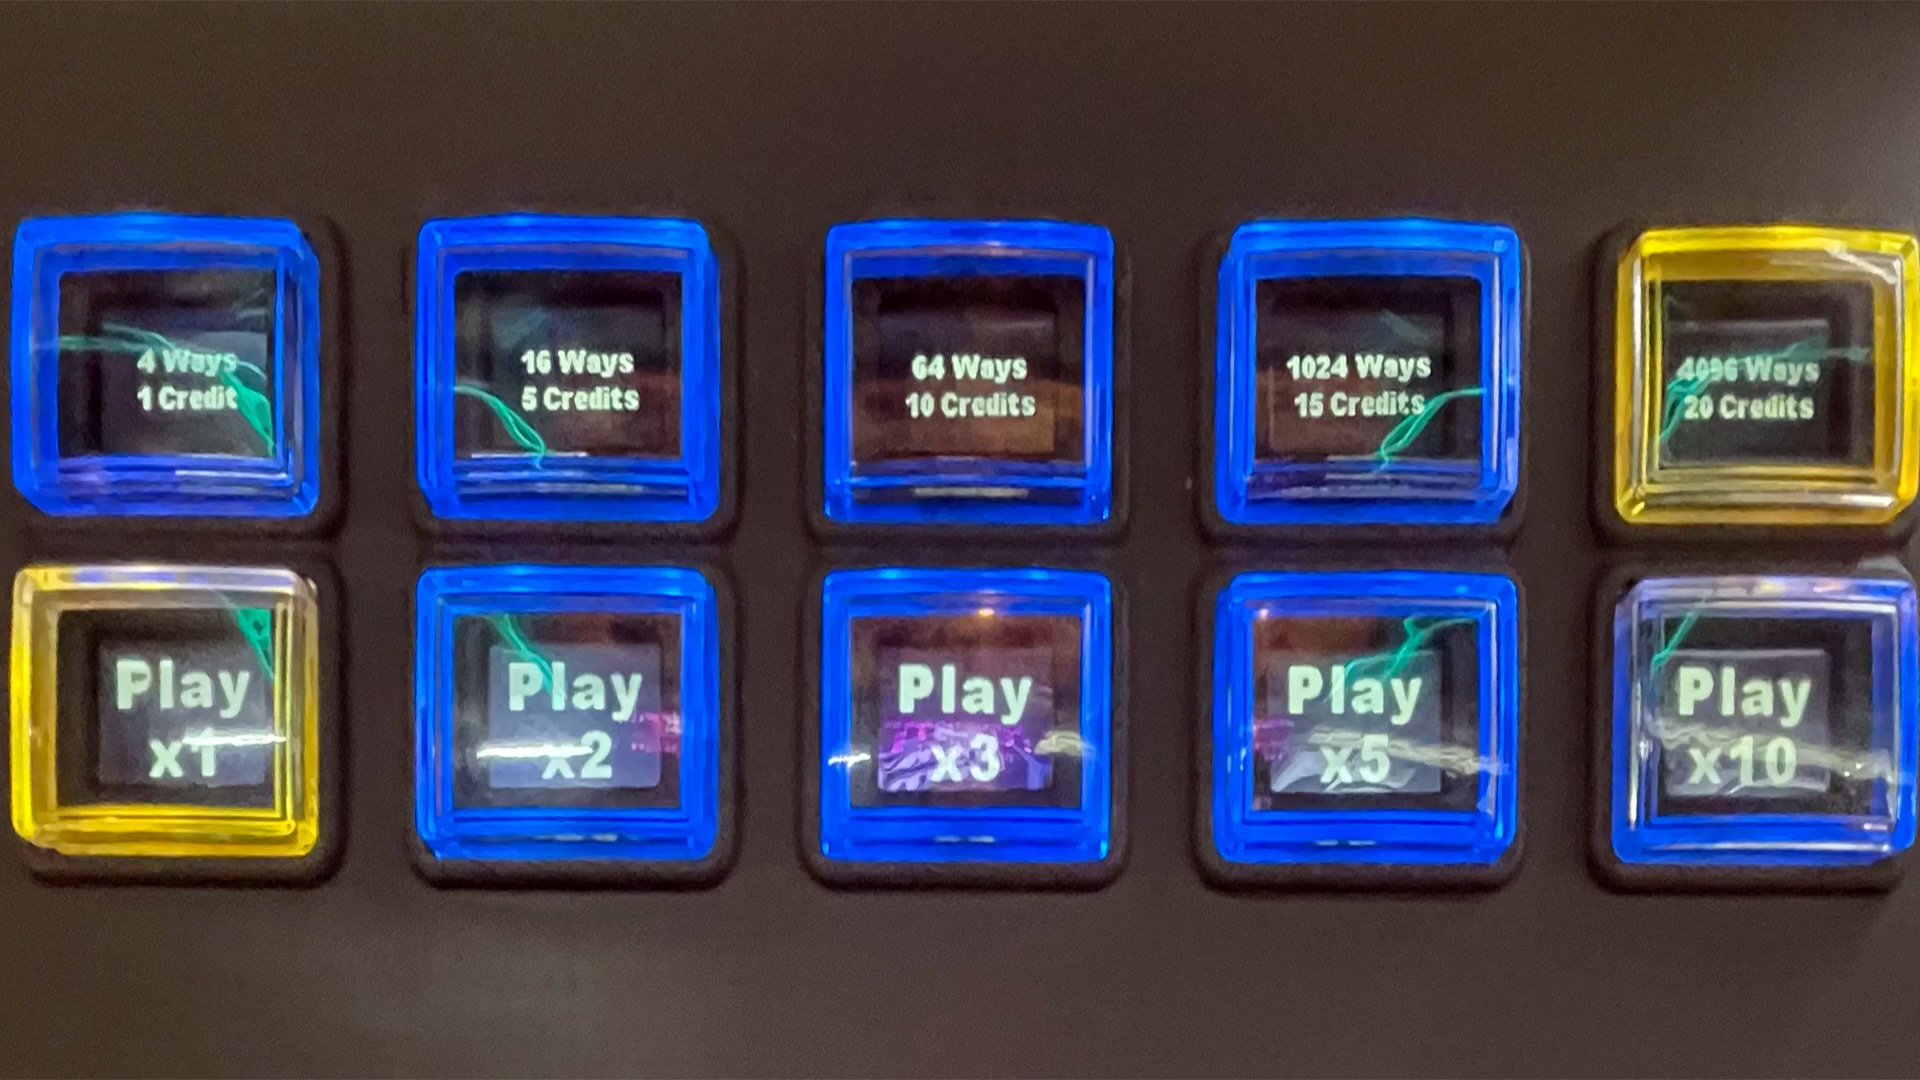 4 Ways
1 Credit
16 Ways
5 Credits
64 Ways
10 Credits
1024 Ways
15 Credits
4096 Ways
20 Credits
Play
x1
Play
x2
Play
x3
Play
x5
Play
x10